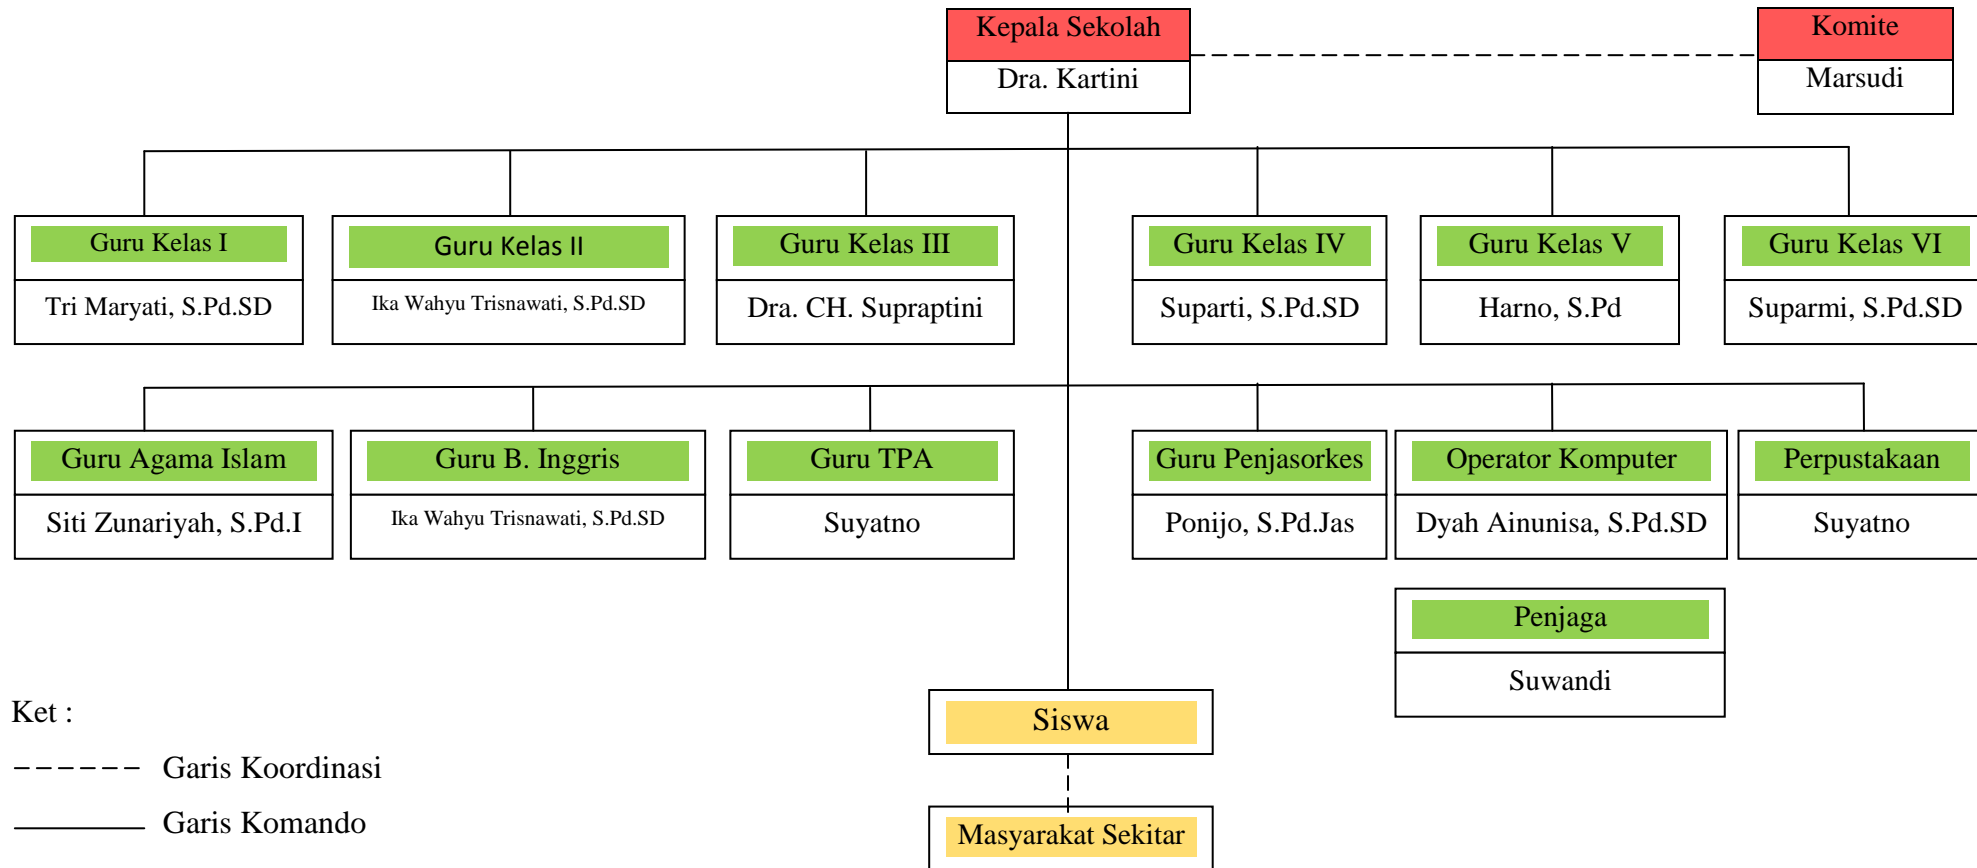 Kepala Sekolah
Dra. Kartini
Komite
Marsudi
Guru Kelas I
Tri Maryati, S.Pd.SD
Guru Kelas II
Ika Wahyu Trisnawati, S.Pd.SD
Guru Kelas III
Dra. CH. Supraptini
Guru Kelas IV
Suparti, S.Pd.SD
Guru Kelas V
Harno, S.Pd
Guru Kelas VI
Suparmi, S.Pd.SD
Guru Agama Islam
Siti Zunariyah, S.Pd.I
Guru B. Inggris
Ika Wahyu Trisnawati, S.Pd.SD
Guru TPA
Suyatno
Guru Penjasorkes
Ponijo, S.Pd.Jas
Operator Komputer
Dyah Ainunisa, S.Pd.SD
Perpustakaan
Suyatno
Penjaga
Suwandi
Siswa
Masyarakat Sekitar
Ket :
Garis Koordinasi
Garis Komando